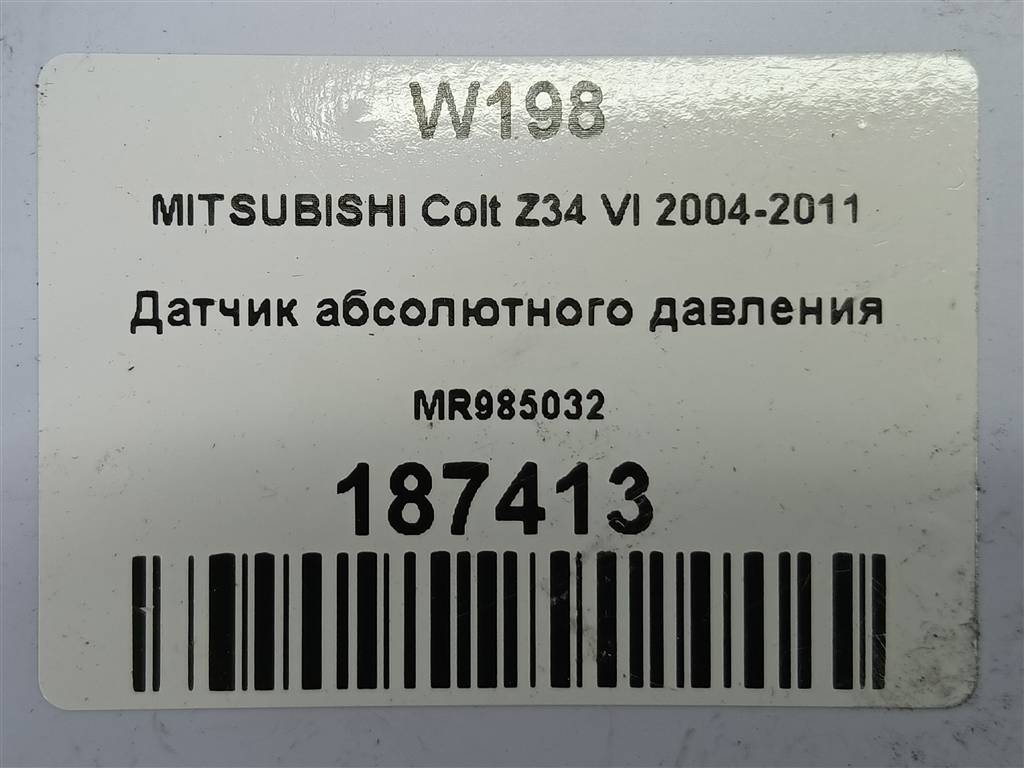 W198
MITSUBISHI Colt Z34 VI 2004-2011
Датчик абсолютного давления
MR985032
187413